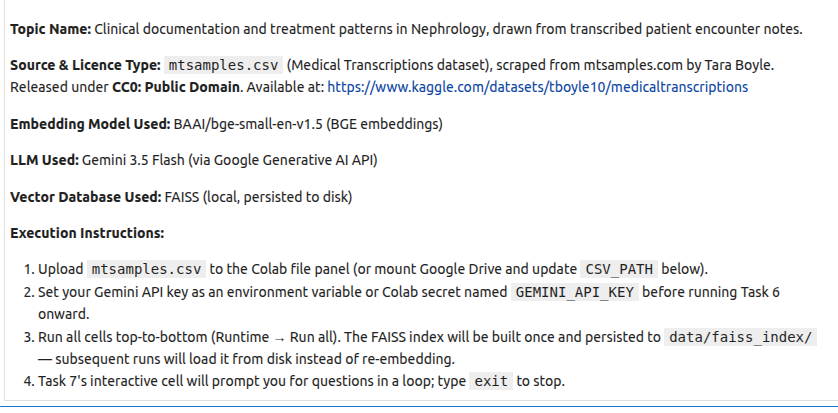 Topic Name: Clinical documentation and treatment patterns in Nephrology, drawn from transcribed patient encounter notes.
Source & Licence Type: mtsamples.csv (Medical Transcriptions dataset), scraped from mtsamples.com by Tara Boyle.
Released under CC0: Public Domain. Available at: https://www.kaggle.com/datasets/tboyle10/medicaltranscriptions
Embedding Model Used: BAAI/bge-small-en-v1.5 (BGE embeddings)
LLM Used: Gemini 3.5 Flash (via Google Generative AI API)
Vector Database Used: FAISS (local, persisted to disk)
Execution Instructions:
1. Upload mtsamples.csv to the Colab file panel (or mount Google Drive and update CSV_PATH below).
2. Set your Gemini API key as an environment variable or Colab secret named GEMINI_API_KEY before running Task 6
onward.
3. Run all cells top-to-bottom (Runtime → Run all). The FAISS index will be built once and persisted to data/faiss_index/
— subsequent runs will load it from disk instead of re-embedding.
4. Task 7's interactive cell will prompt you for questions in a loop; type exit to stop.